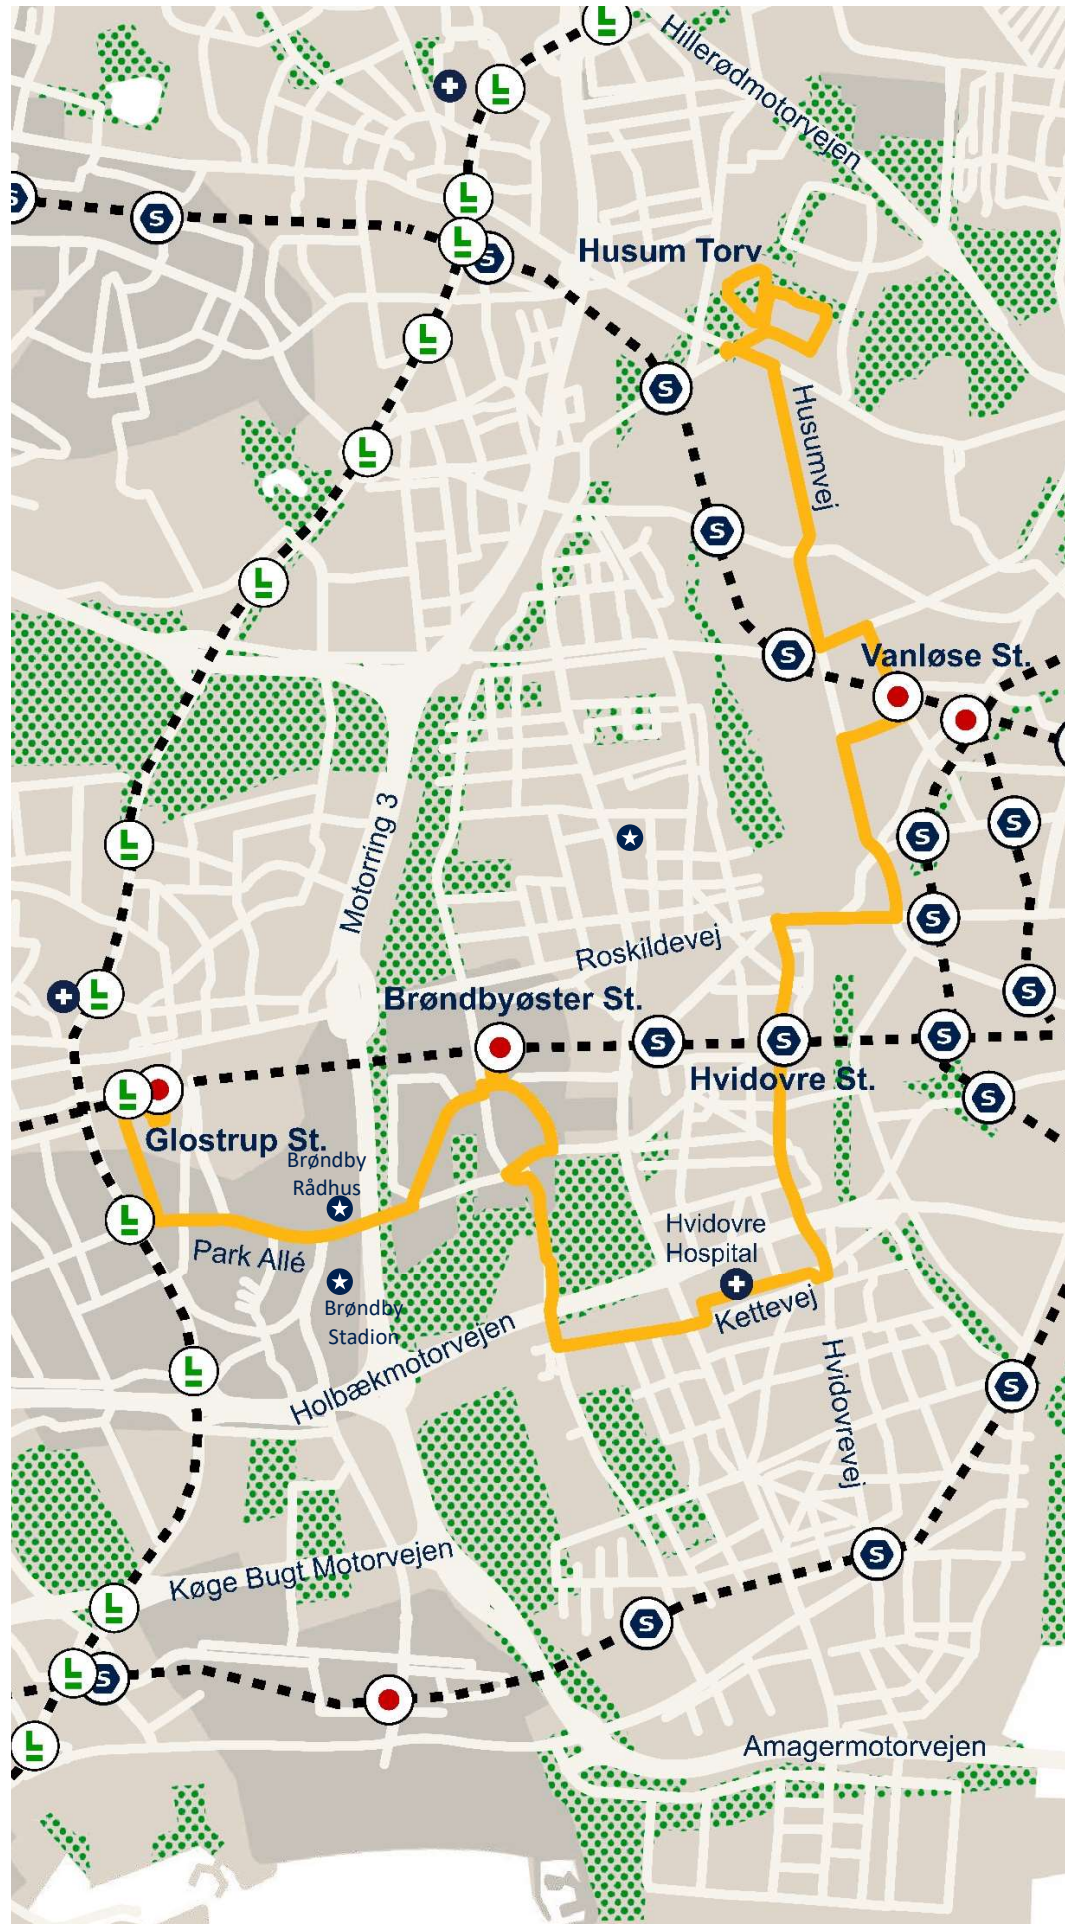 Hillerødmotorvejen
Husum Torv
Husumvej
Vanløse St.
Motorring 3
Roskildevej
Brøndbyøster St.
Hvidovre St.
Glostrup St.
Brøndby
Rådhus
Park Allé
Hvidovre
Hospital
Brøndby
Stadion
Kettevej
Holbækmotorvejen
Hvidovrevej
Køge Bugt Motorvejen
Amagermotorvejen